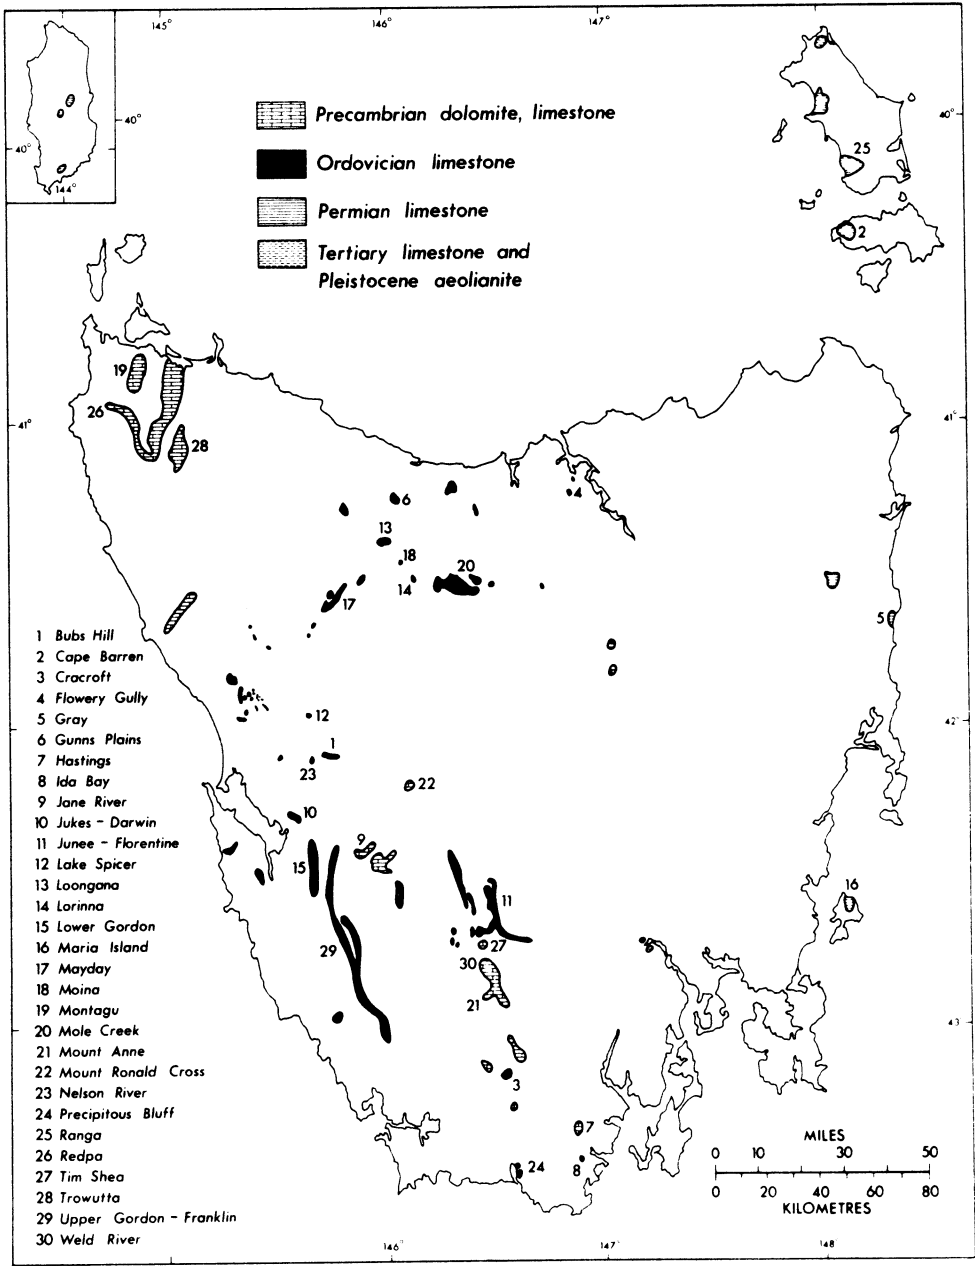 145°
146°
147°
40°
40°
144°
40°
Precambrian dolomite, limestone
Ordovician limestone
Permian limestone
Tertiary limestone and
Pleistocene aeolianite
25
2
19
26
28
41°
41°
6
4
13
18
14
20
17
5
12
1
23
22
10
9
15
11
16
29
27
30
21
3
7
8
24
42°
43°
1 Bubs Hill
2 Cape Barren
3 Cracroft
4 Flowery Gully
5 Gray
6 Gunns Plains
7 Hastings
8 Ida Bay
9 Jane River
10 Jukes - Darwin
11 Junee - Florentine
12 Lake Spicer
13 Loongana
14 Lorinna
15 Lower Gordon
16 Maria Island
17 Mayday
18 Moina
19 Montagu
20 Mole Creek
21 Mount Anne
22 Mount Ronald Cross
23 Nelson River
24 Precipitous Bluff
25 Ranga
26 Redpa
27 Tim Shea
28 Trowutta
29 Upper Gordon - Franklin
30 Weld River
MILES
0 10 30 50
0 20 40 60 80
KILOMETRES
146°
147°
148